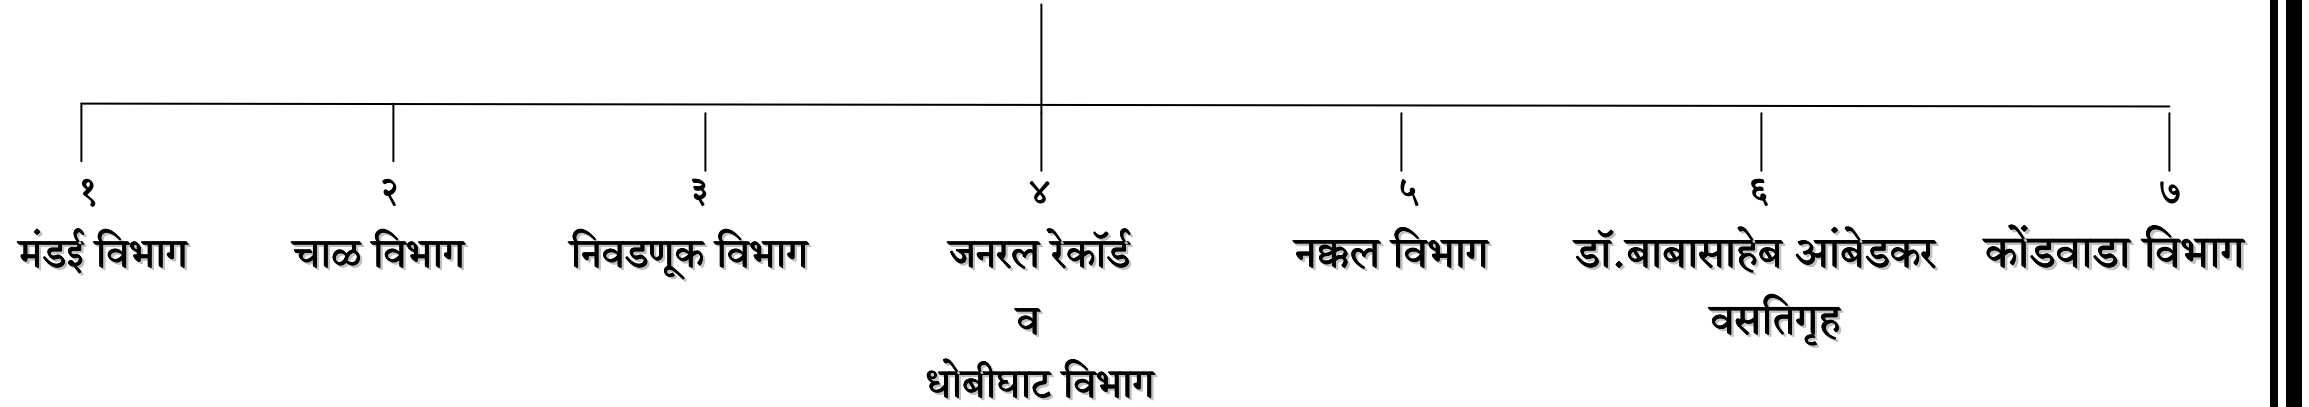 १ २ ३ ४ ५ ६ ७
मंडई विभाग चाळ विभाग निवडणूक विभाग जनरल रेकॉर्ड नक्कल विभाग डॉ.बाबासाहेब आंबेडकर कोंडवाडा विभाग
व वसतिगृह
धोबीघाट विभाग